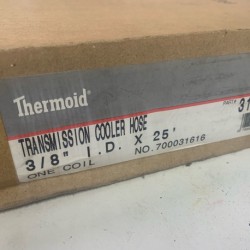 Thermoid®
TRANSMISSION COOLER HOSE
3/8" I.D. X 25'
ONE COIL
NO. 700031616